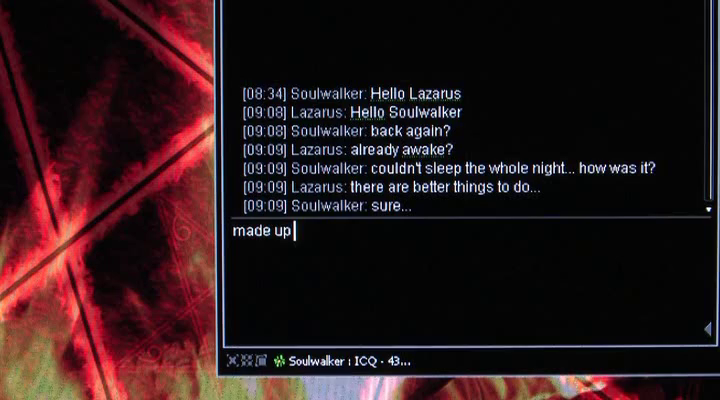 [08:34] Soulwalker: Hello Lazarus
[09:08] Lazarus: Hello Soulwalker
[09:08] Soulwalker: back again?
[09:09] Lazarus: already awake?
[09:09] Soulwalker: couldn't sleep the whole night... how was it?
[09:09] Lazarus: there are better things to do...
[09:09] Soulwalker: sure...
made up
Soulwalker : ICQ - 43...